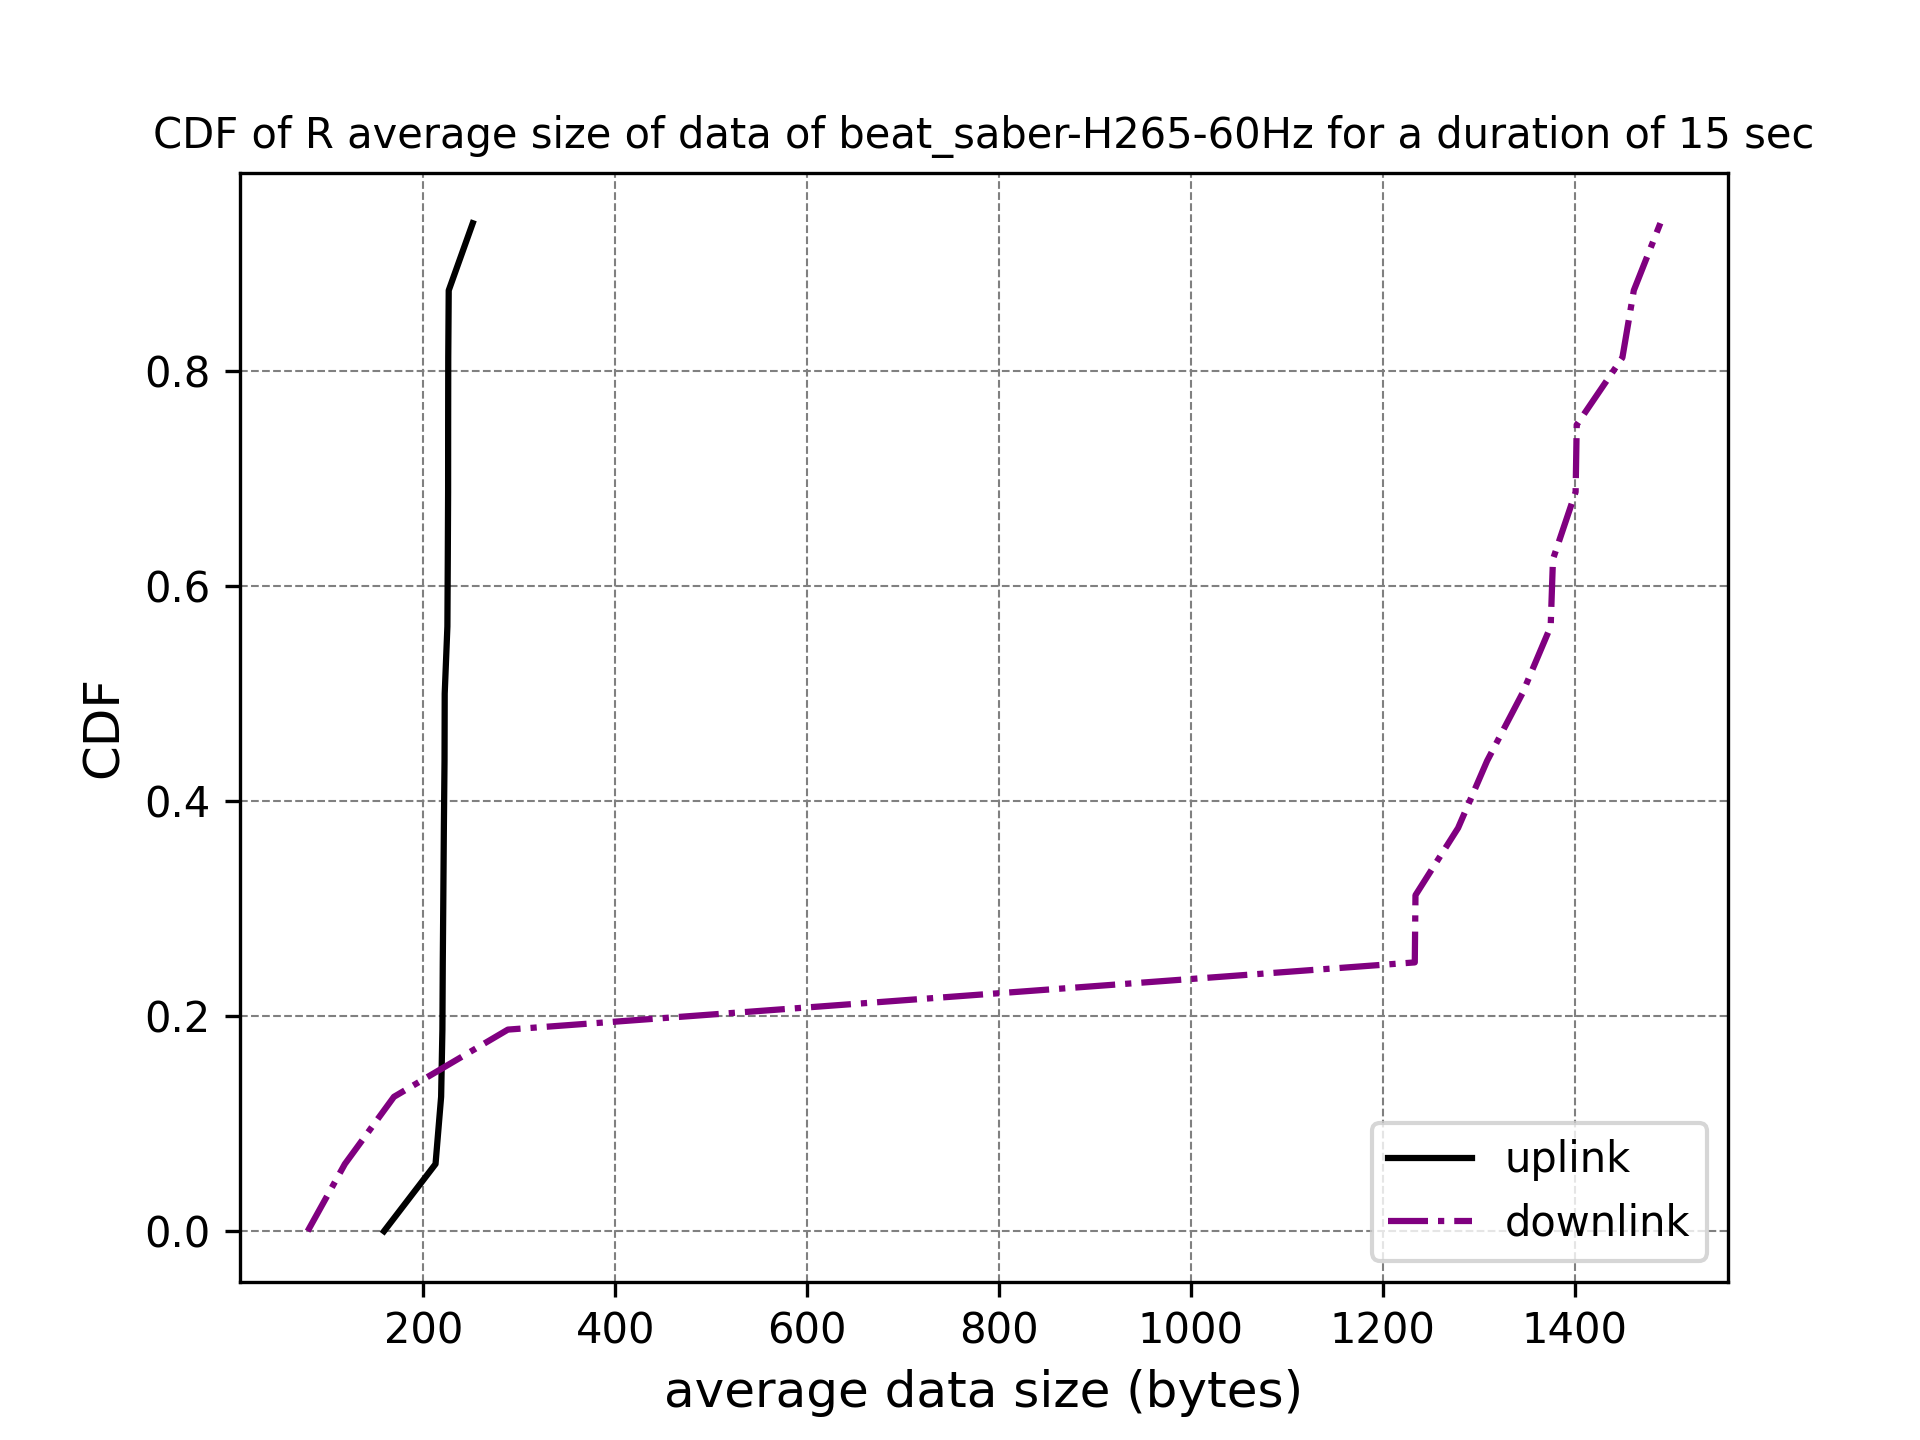 CDF of R average size of data of beat_saber-H265-60Hz for a duration of 15 sec
0.8
0.6
0.4
0.2
0.0
CDF
uplink
downlink
200 400 600 800 1000 1200 1400
average data size (bytes)